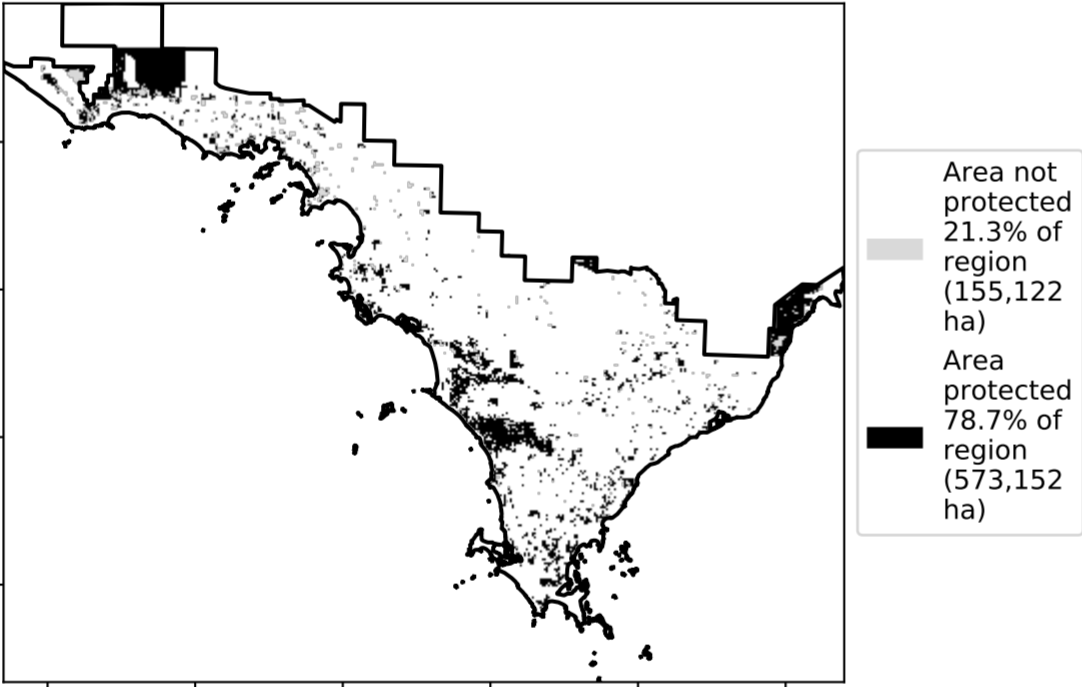 Area not
protected
21.3% of
region
(155,122
ha)
Area
protected
78.7% of
region
(573,152
ha)